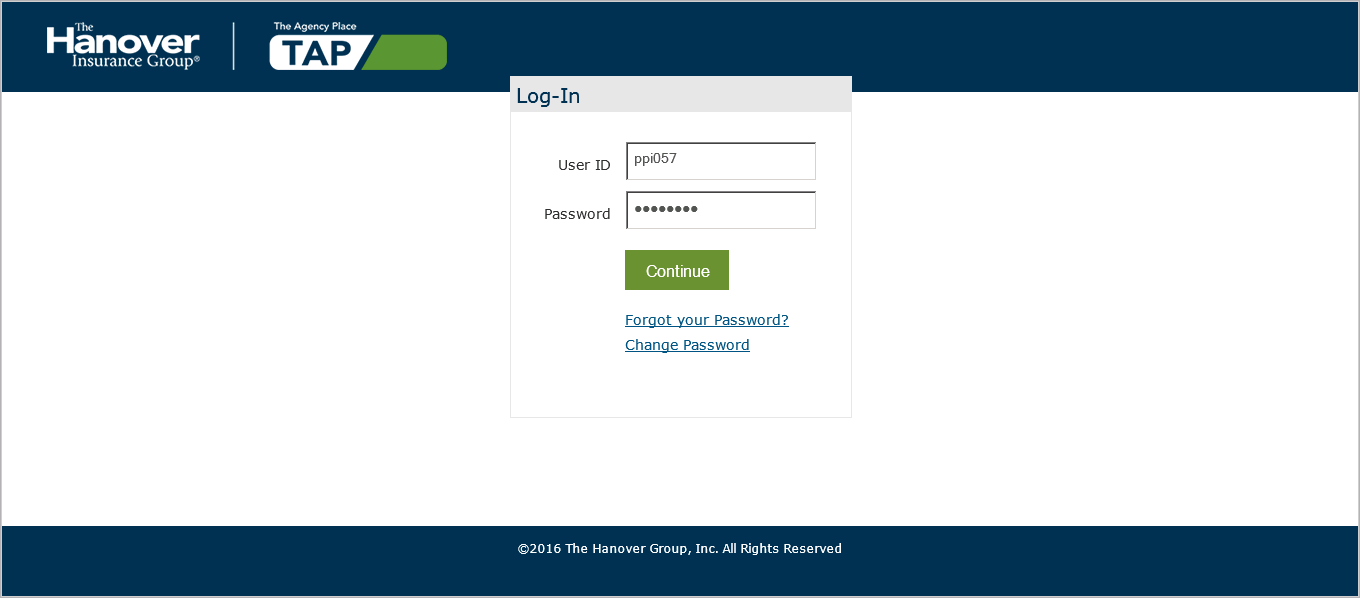 The
Hanover
Insurance Group®
The Agency Place
TAP
Log-In
User ID
ppi057
Password
••••••••
Continue
Forgot your Password?
Change Password
©2016 The Hanover Group, Inc. All Rights Reserved